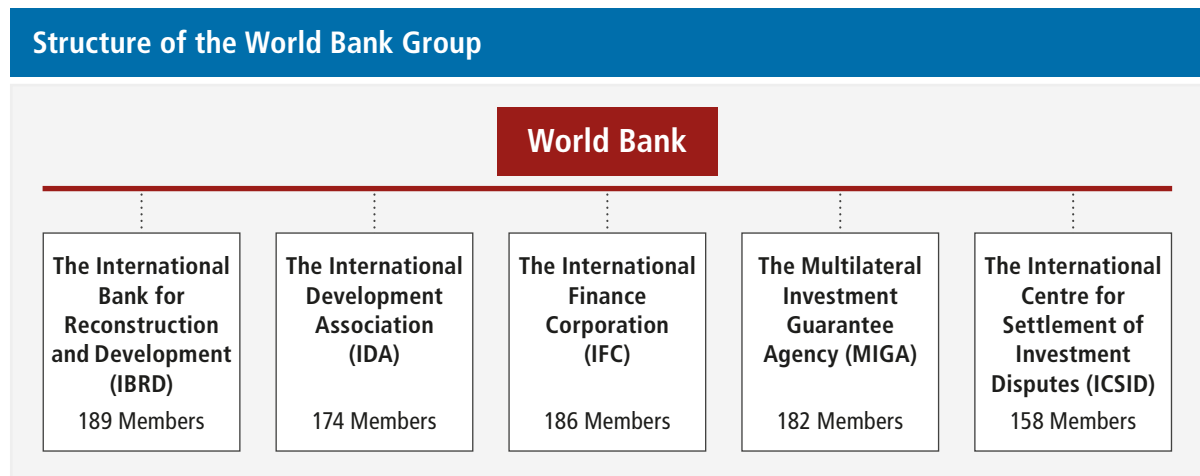 Structure of the World Bank Group
World Bank
The International
Bank for
Reconstruction
and Development
(IBRD)
189 Members
The International
Development
Association
(IDA)
174 Members
The International
Finance
Corporation
(IFC)
186 Members
The Multilateral
Investment
Guarantee
Agency (MIGA)
182 Members
The International
Centre for
Settlement of
Investment
Disputes (ICSID)
158 Members